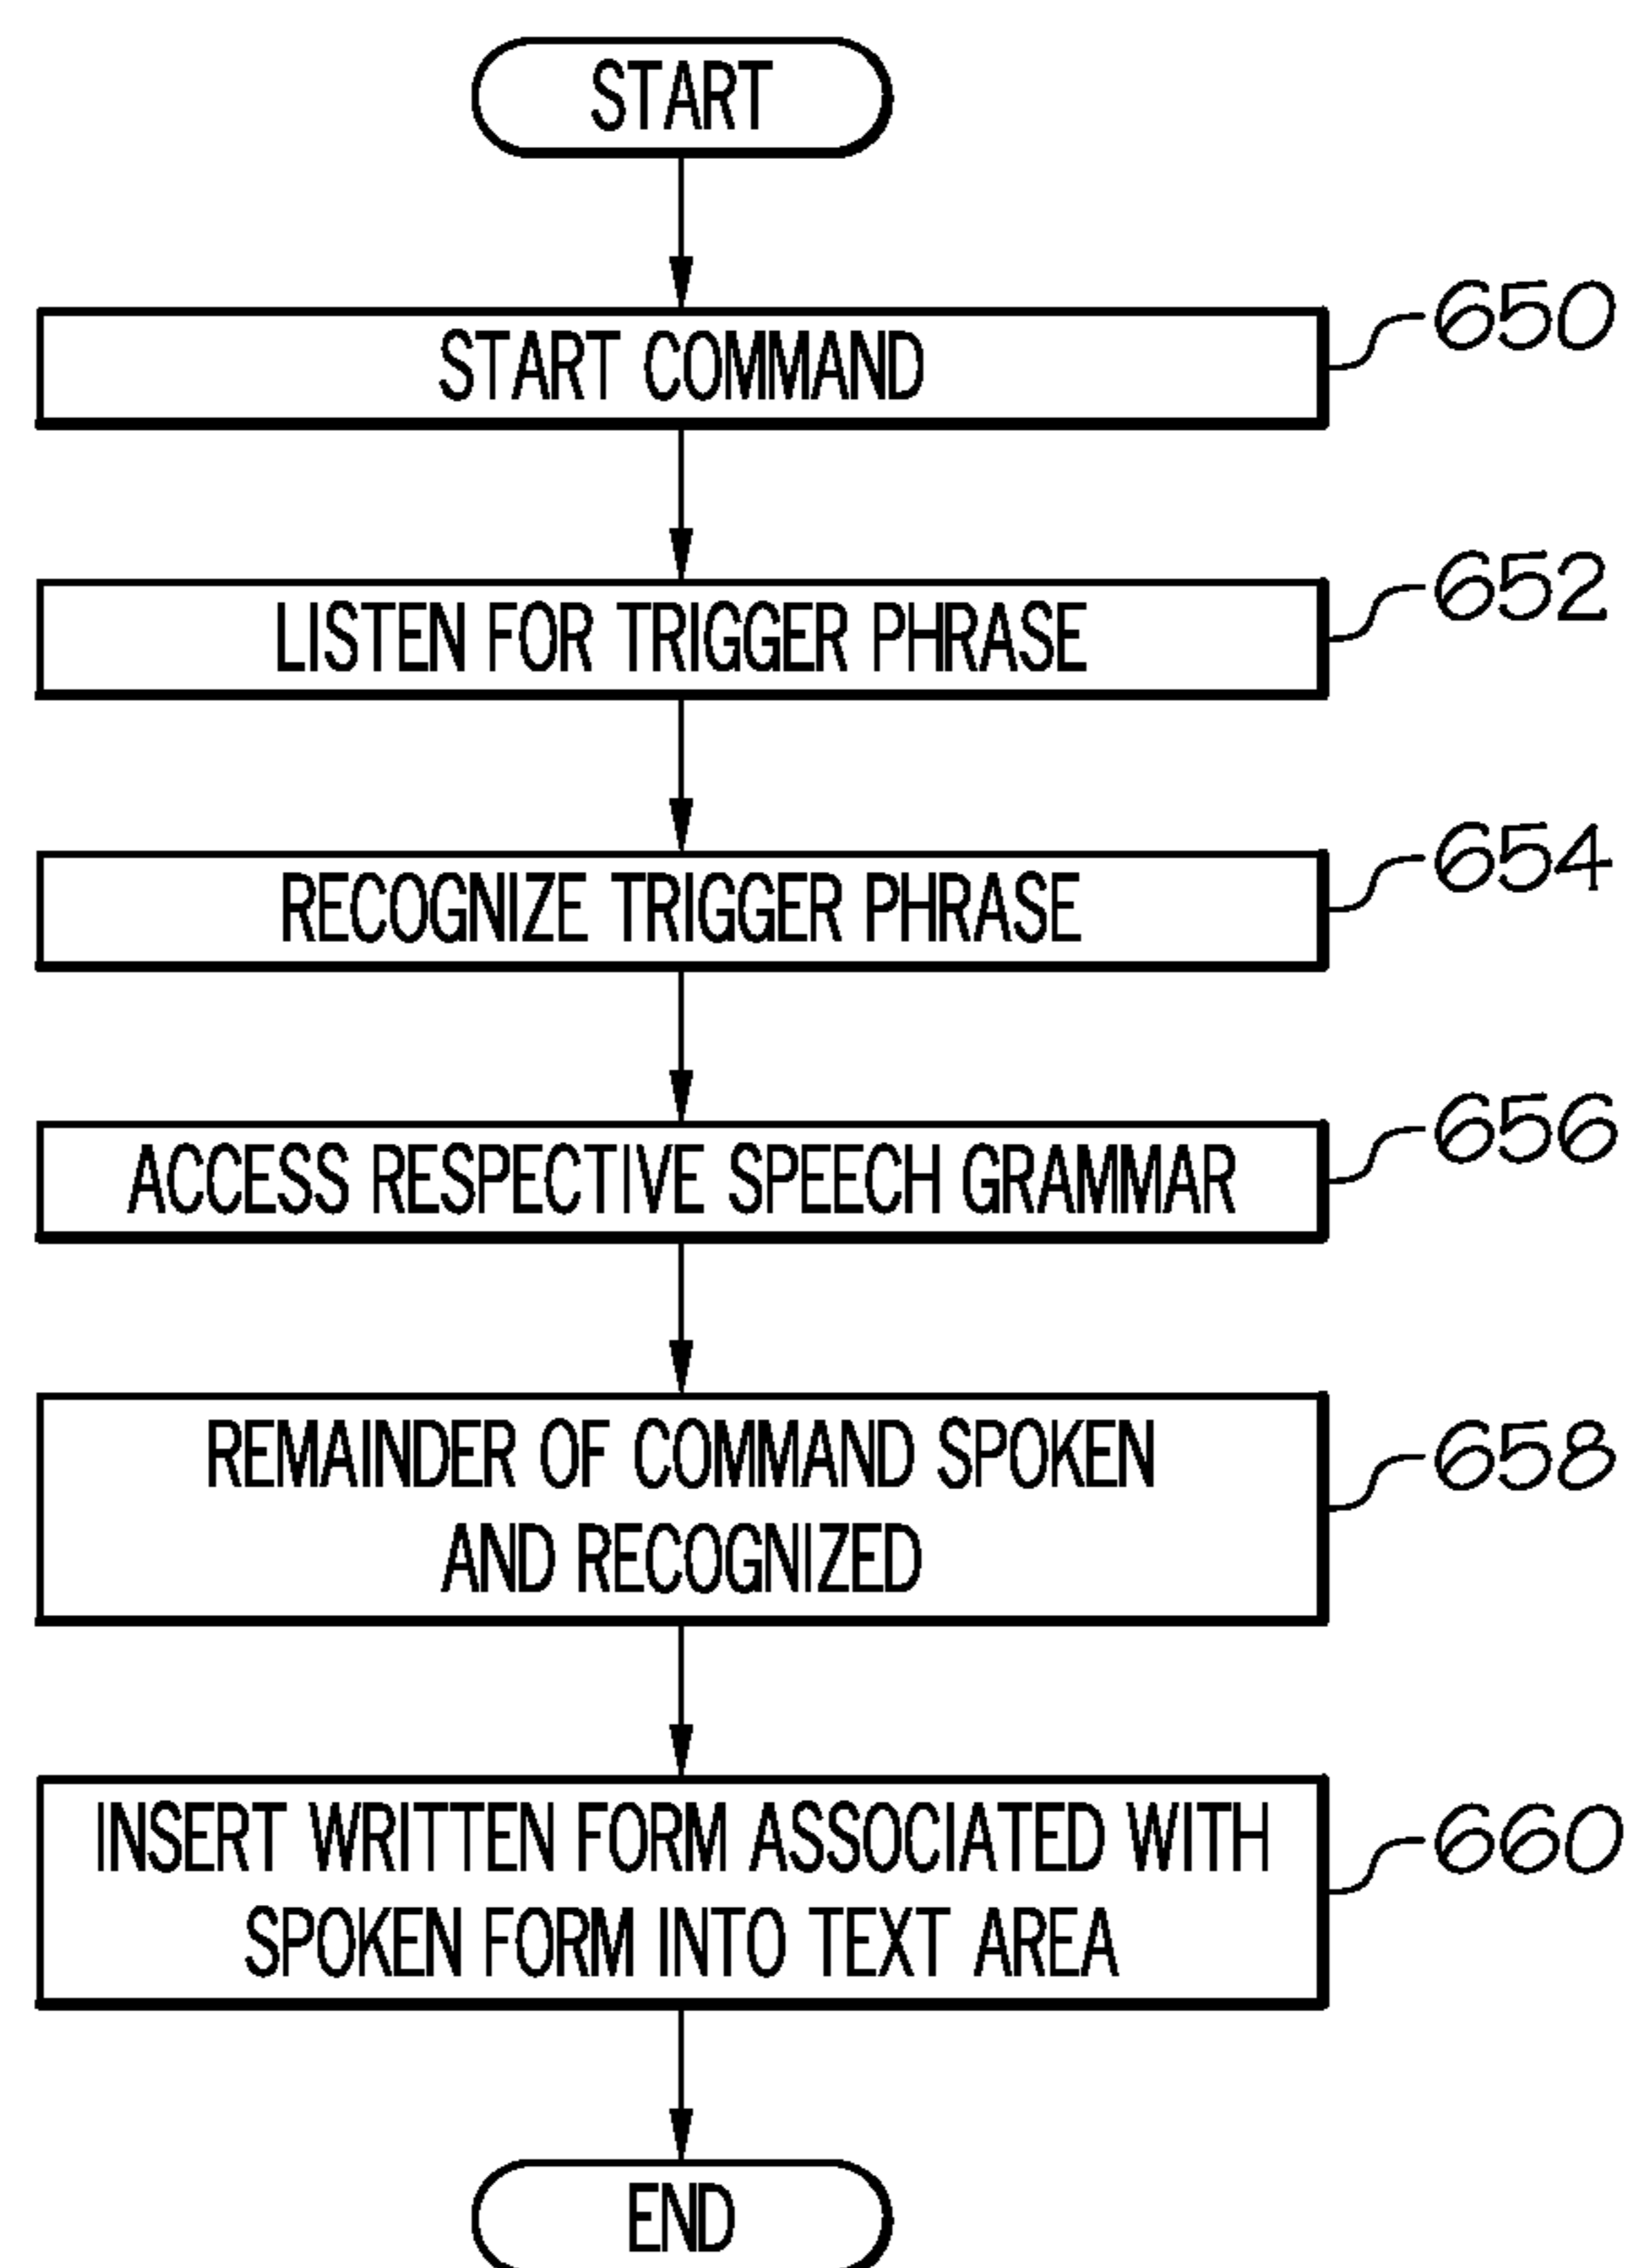 START
START COMMAND
650
LISTEN FOR TRIGGER PHRASE
652
RECOGNIZE TRIGGER PHRASE
654
ACCESS RESPECTIVE SPEECH GRAMMAR
656
REMAINDER OF COMMAND SPOKEN
AND RECOGNIZED
658
INSERT WRITTEN FORM ASSOCIATED WITH
SPOKEN FORM INTO TEXT AREA
660
END